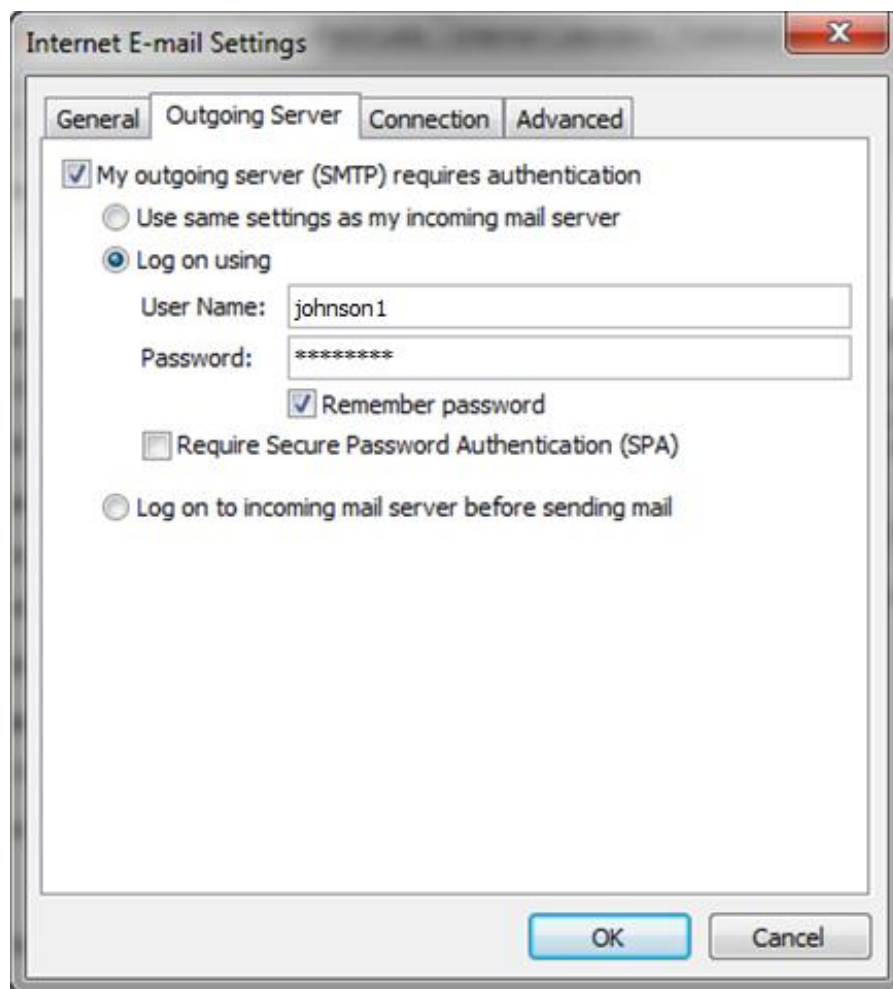 Internet E-mail Settings
General Outgoing Server Connection Advanced
My outgoing server (SMTP) requires authentication
Use same settings as my incoming mail server
Log on using
User Name: johnson1
Password: ********
Remember password
Require Secure Password Authentication (SPA)
Log on to incoming mail server before sending mail
OK Cancel